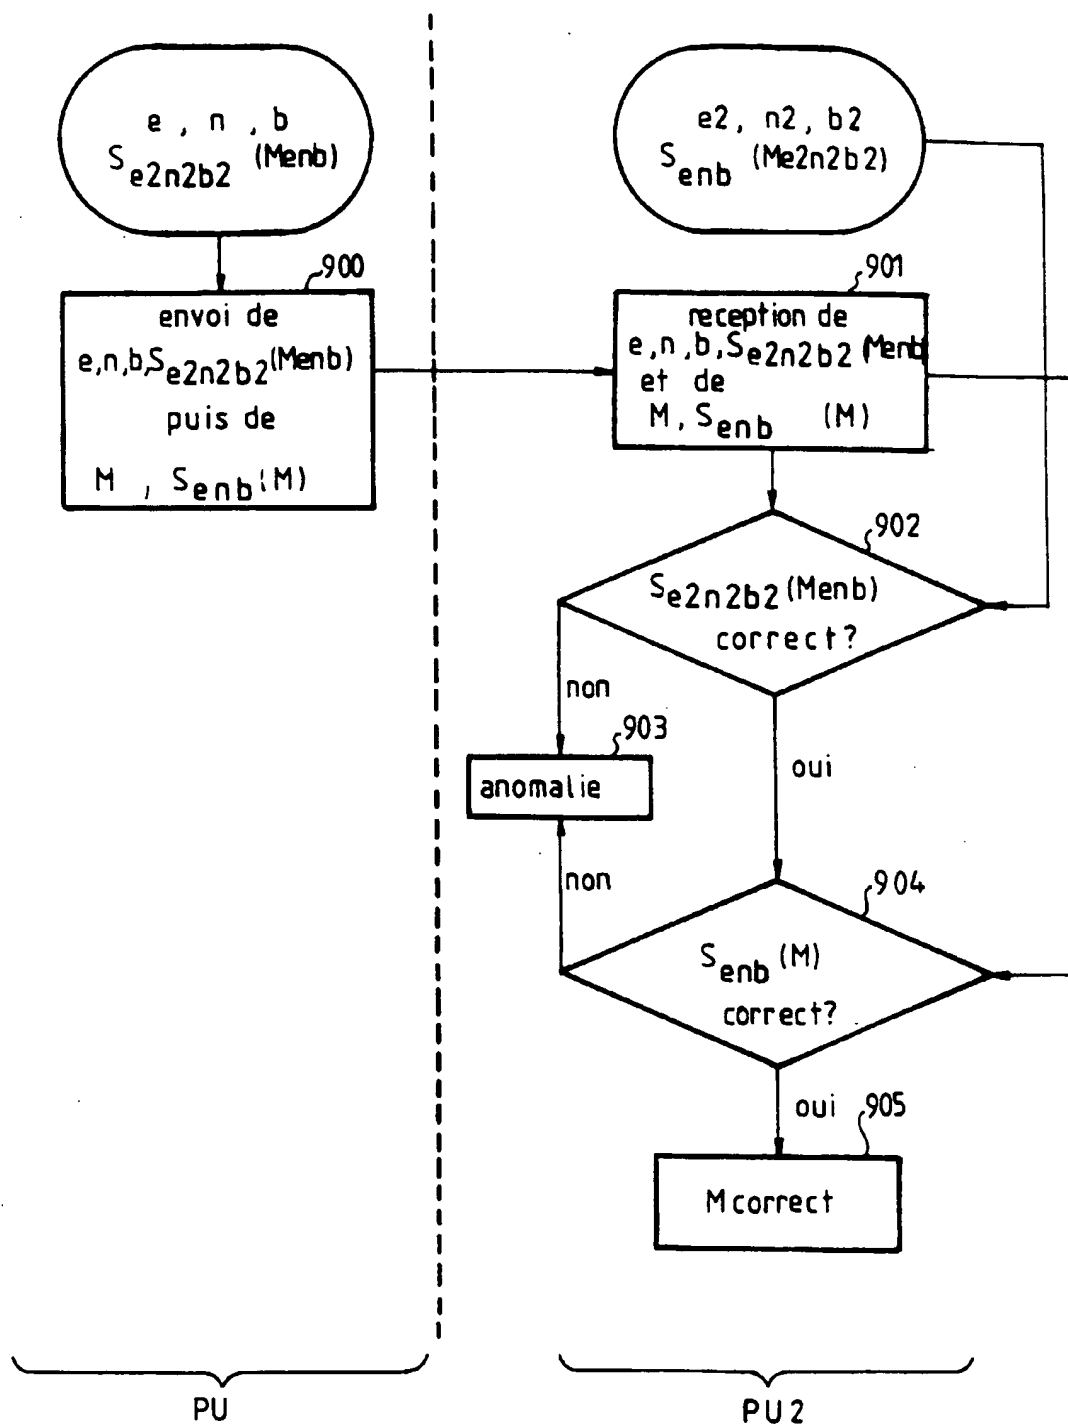 e , n , b
Se2n2b2 (Menb)
e2, n2, b2
Senb (Me2n2b2)
900
envoi de
e,n,b,Se2n2b2(Menb)
puis de
M , Senb(M)
901
reception de
e,n,b,Se2n2b2(Menb
et de
M, Senb (M)
902
Se2n2b2(Menb)
correct?
non
903
anomalie
oui
non
904
Senb (M)
correct?
oui
905
M correct
PU
PU2